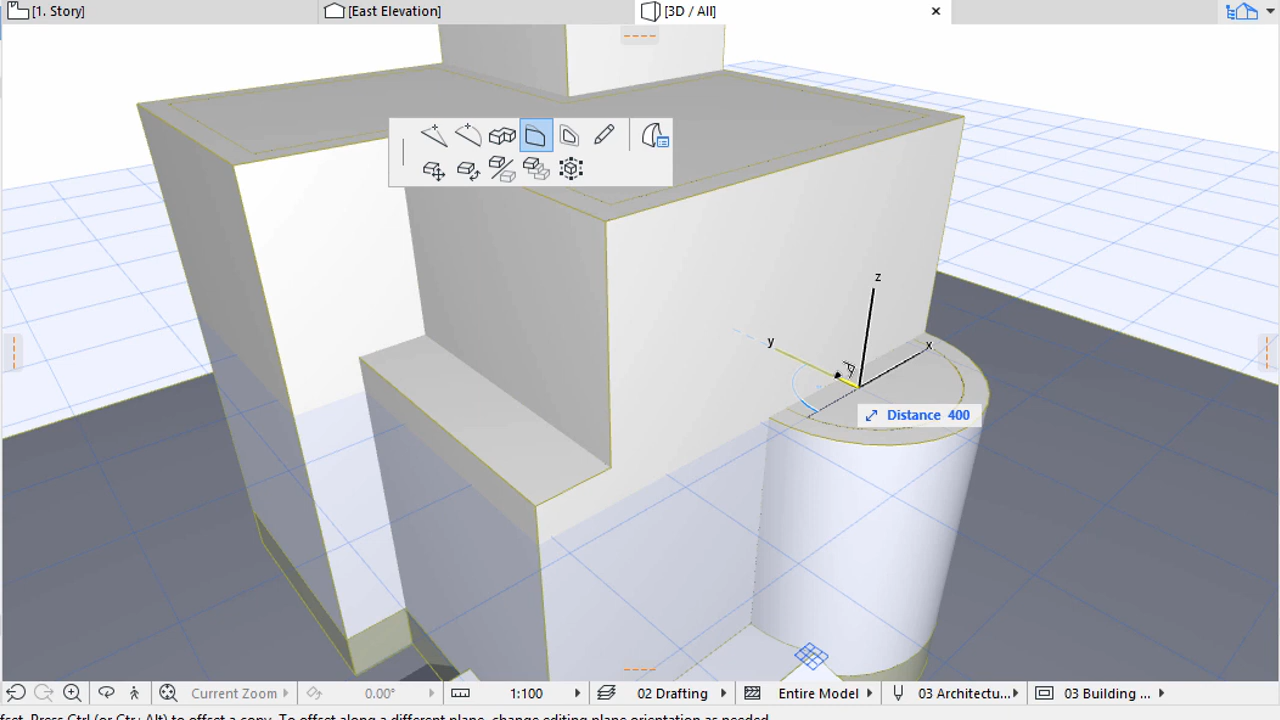 [1. Story]
[East Elevation]
[3D / All]
z
y
x
Distance 400
Current Zoom
0.00°
1:100
02 Drafting
Entire Model
03 Architectu...
03 Building ...
fset. Press Ctrl (or Ctr+Alt) to offset a copy. To offset along a different plane, change editing plane orientation as needed.